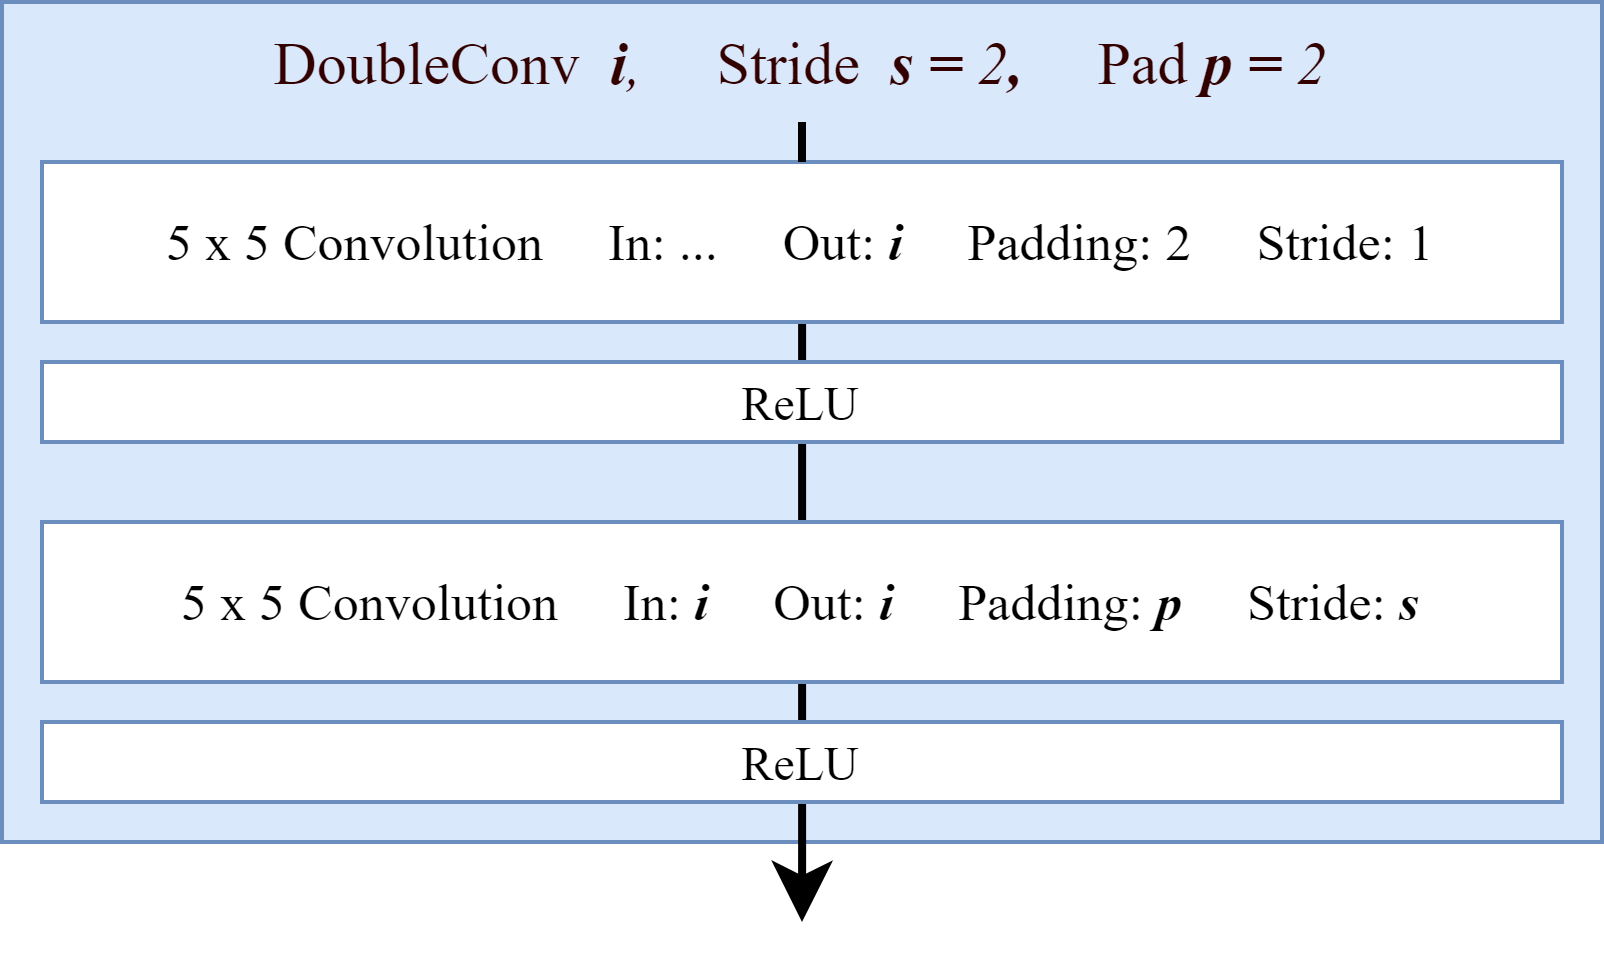 DoubleConv i, Stride s = 2, Pad p = 2
5 x 5 Convolution In: ... Out: i Padding: 2 Stride: 1
ReLU
5 x 5 Convolution In: i Out: i Padding: p Stride: s
ReLU